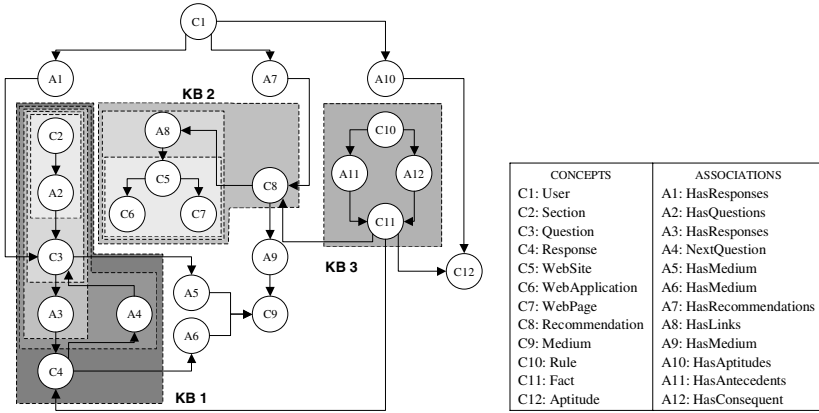 C1
A1
A7
A10
KB 2
C2
A8
C10
C5
A11
A12
A2
C8
C6
C7
C11
C3
A9
KB 3
C12
A5
A3
A4
C9
A6
C4
KB 1
CONCEPTS ASSOCIATIONS
C1: User A1: HasResponses
C2: Section A2: HasQuestions
C3: Question A3: HasResponses
C4: Response A4: NextQuestion
C5: WebSite A5: HasMedium
C6: WebApplication A6: HasMedium
C7: WebPage A7: HasRecommendations
C8: Recommendation A8: HasLinks
C9: Medium A9: HasMedium
C10: Rule A10: HasAptitudes
C11: Fact A11: HasAntecedents
C12: Aptitude A12: HasConsequent